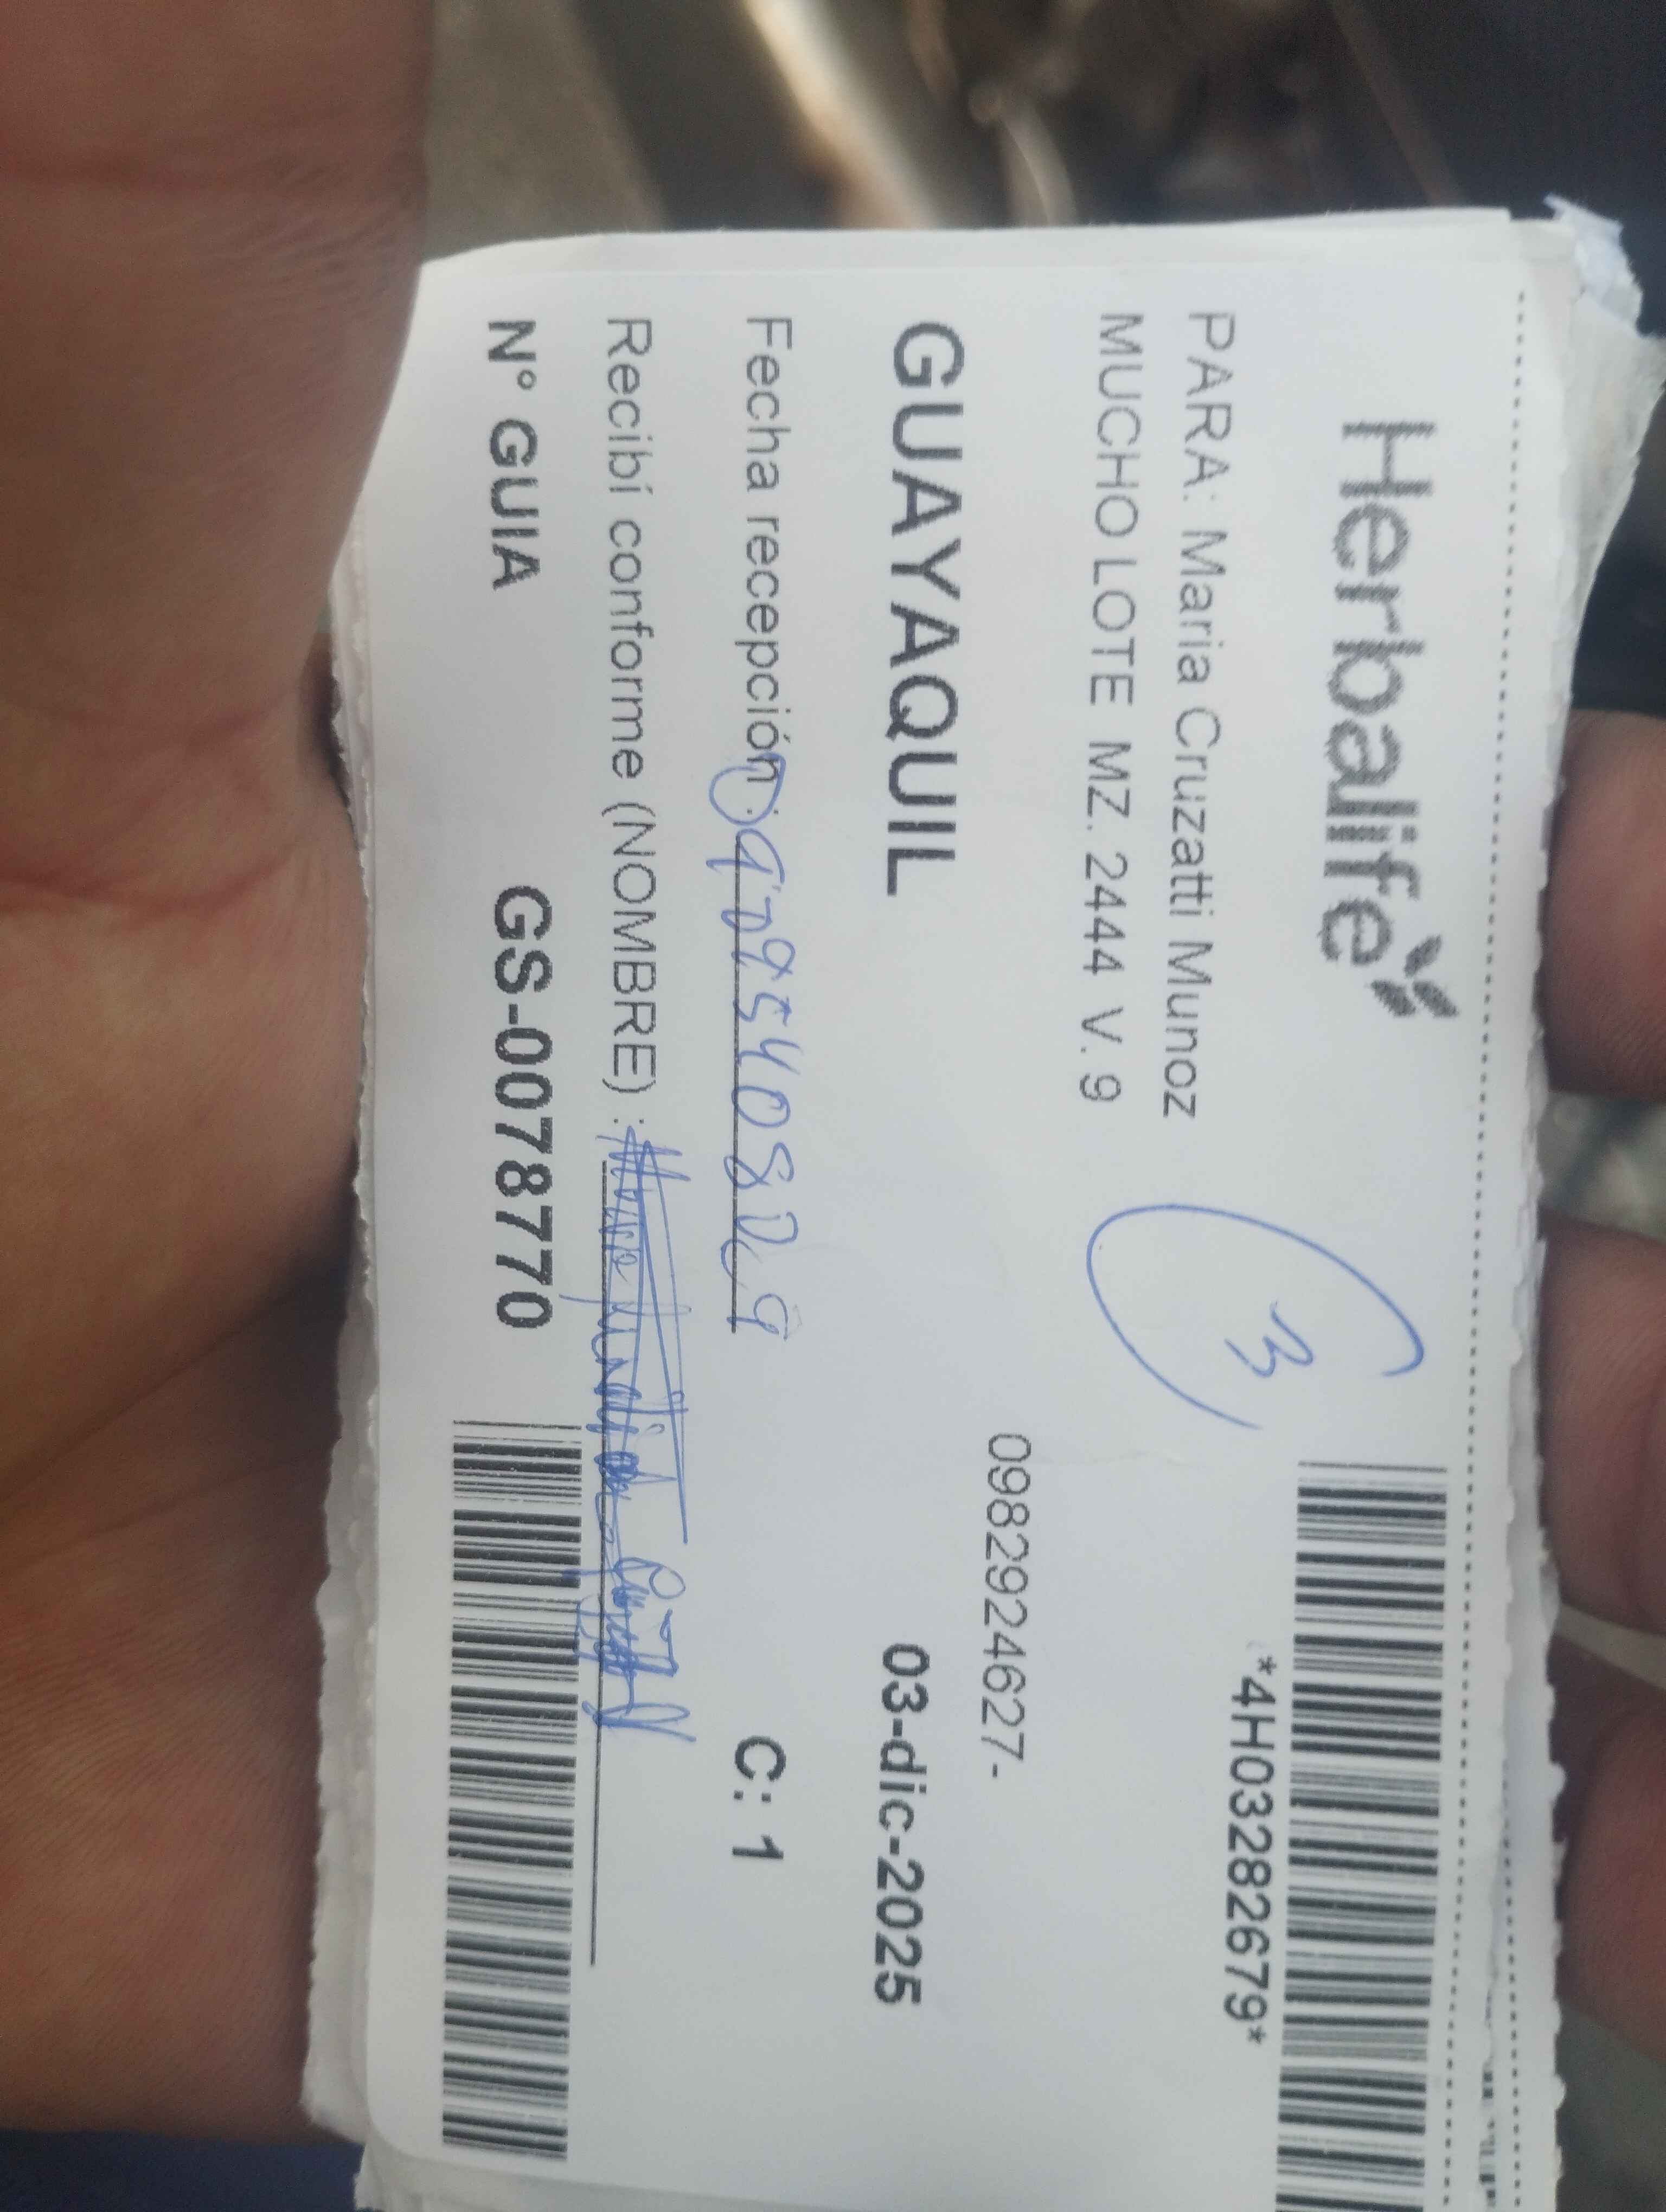 Herbalife
*4H03282679*
PARA: Maria Cruzatti Munoz
3
MUCHO LOTE MZ. 2444 V. 9
0982924627-
GUAYAQUIL
03-dic-2025
Fecha recepción :
C: 1
Recibí conforme (NOMBRE) :
N° GUIA GS-0078770